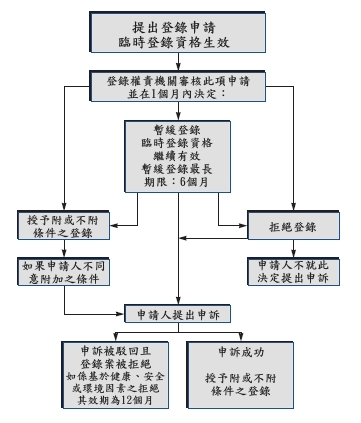 提出登錄申請
臨時登錄資格生效
登錄權責機關審核此項申請
並在1個月內決定：
暫緩登錄
臨時登錄資格
繼續有效
暫緩登錄最長
期限：6個月
授予附或不附
條件之登錄
拒絕登錄
如果申請人不同
意附加之條件
申請人不就此
決定提出申訴
申請人提出申訴
申訴被駁回且
登錄案被拒絕
如係基於健康、安全
或環境因素之拒絕
其效期為12個月
申訴成功
授予附或不附
條件之登錄